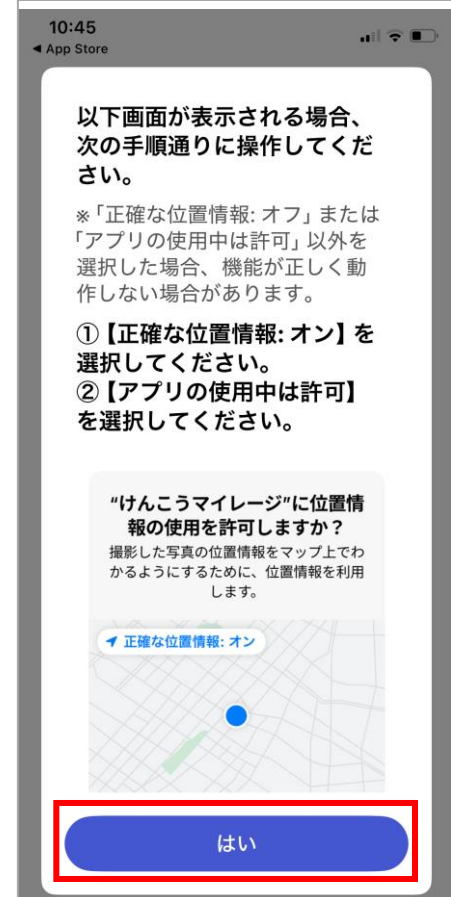 10:45
◀ App Store
以下画面が表示される場合、
次の手順通りに操作してくだ
さい。
※「正確な位置情報: オフ」または
「アプリの使用中は許可」以外を
選択した場合、機能が正しく動
作しない場合があります。
①【正確な位置情報: オン】を
選択してください。
②【アプリの使用中は許可】
を選択してください。
“けんこうマイレージ”に位置情
報の使用を許可しますか？
撮影した写真の位置情報をマップ上でわ
かるようにするために、位置情報を利用
します。
正確な位置情報: オン
はい